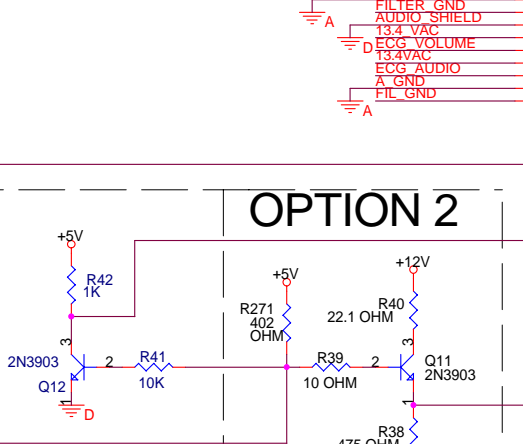 FILTER_GND
A
AUDIO_SHIELD
13.4_VAC
D
ECG_VOLUME
13.4VAC
ECG_AUDIO
A_GND
FIL_GND
A
OPTION 2
+5V
R42
1K
3
2N3903
Q12
2
1
D
R41
10K
+5V
R271
402
OHM
R39
10 OHM
+12V
R40
22.1 OHM
3
2
Q11
2N3903
1
R38
475 OHM